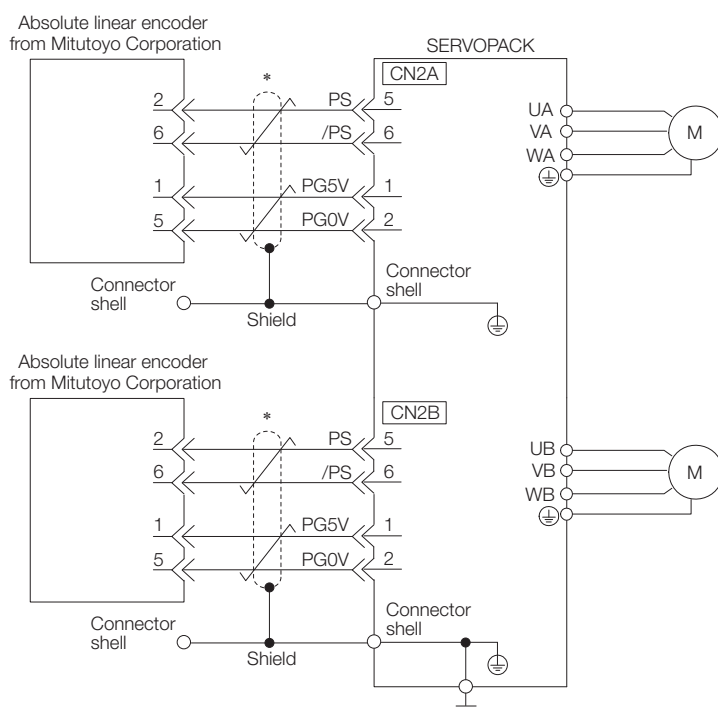 Absolute linear encoder
from Mitutoyo Corporation
SERVOPACK
*
CN2A
2
PS
5
6
/PS
6
1
PG5V
1
5
PG0V
2
UA
VA
WA
M
Connector
shell
Shield
Connector
shell
Absolute linear encoder
from Mitutoyo Corporation
*
CN2B
2
PS
5
6
/PS
6
1
PG5V
1
5
PG0V
2
UB
VB
WB
M
Connector
shell
Shield
Connector
shell